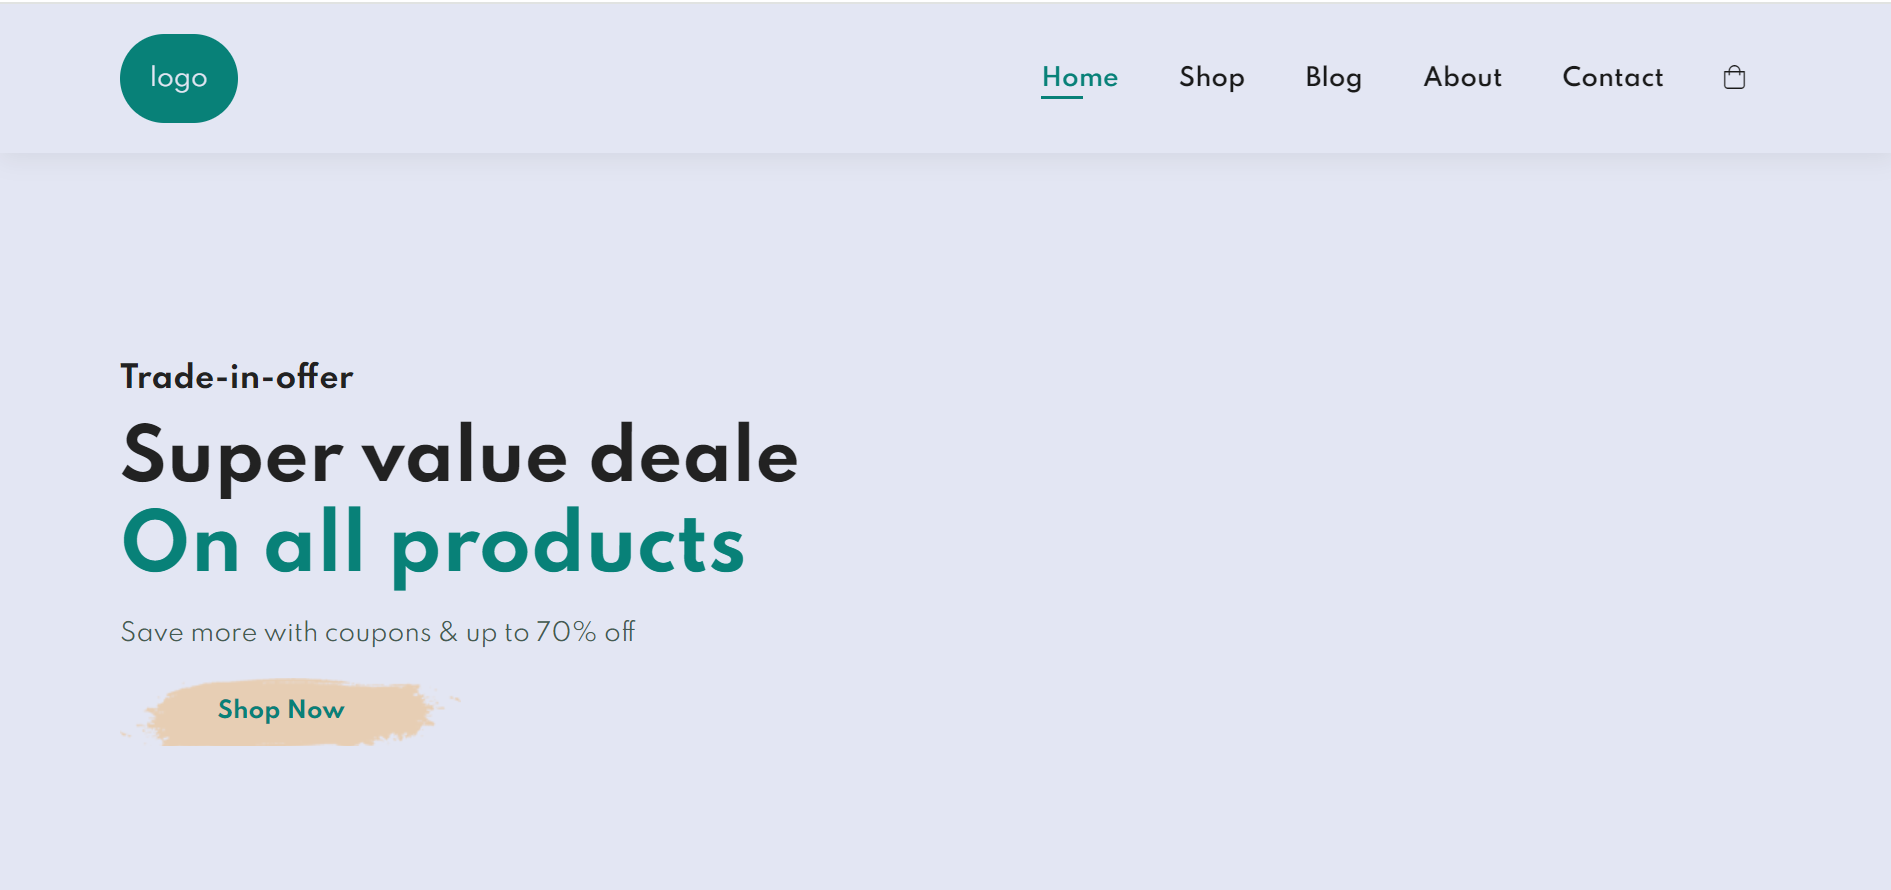 logo
Home Shop Blog About Contact
Trade-in-offer
Super value deale
On all products
Save more with coupons & up to 70% off
Shop Now